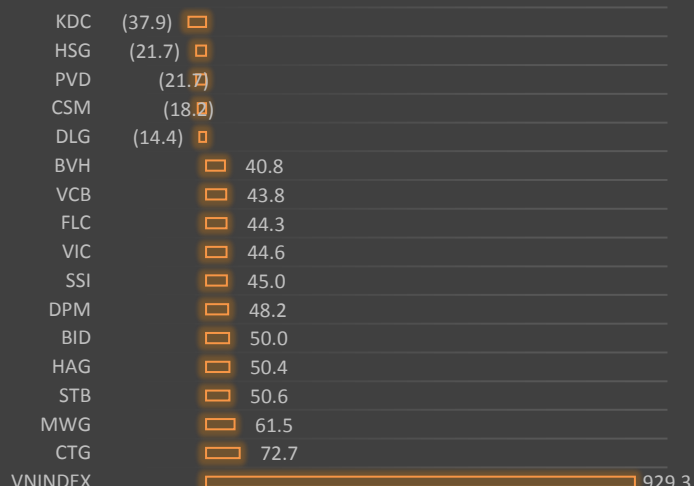 KDC (37.9)
HSG (21.7)
PVD (21.7)
CSM (18.2)
DLG (14.4)
BVH 40.8
VCB 43.8
FLC 44.3
VIC 44.6
SSI 45.0
DPM 48.2
BID 50.0
HAG 50.4
STB 50.6
MWG 61.5
CTG 72.7
VNINDEX 929.3